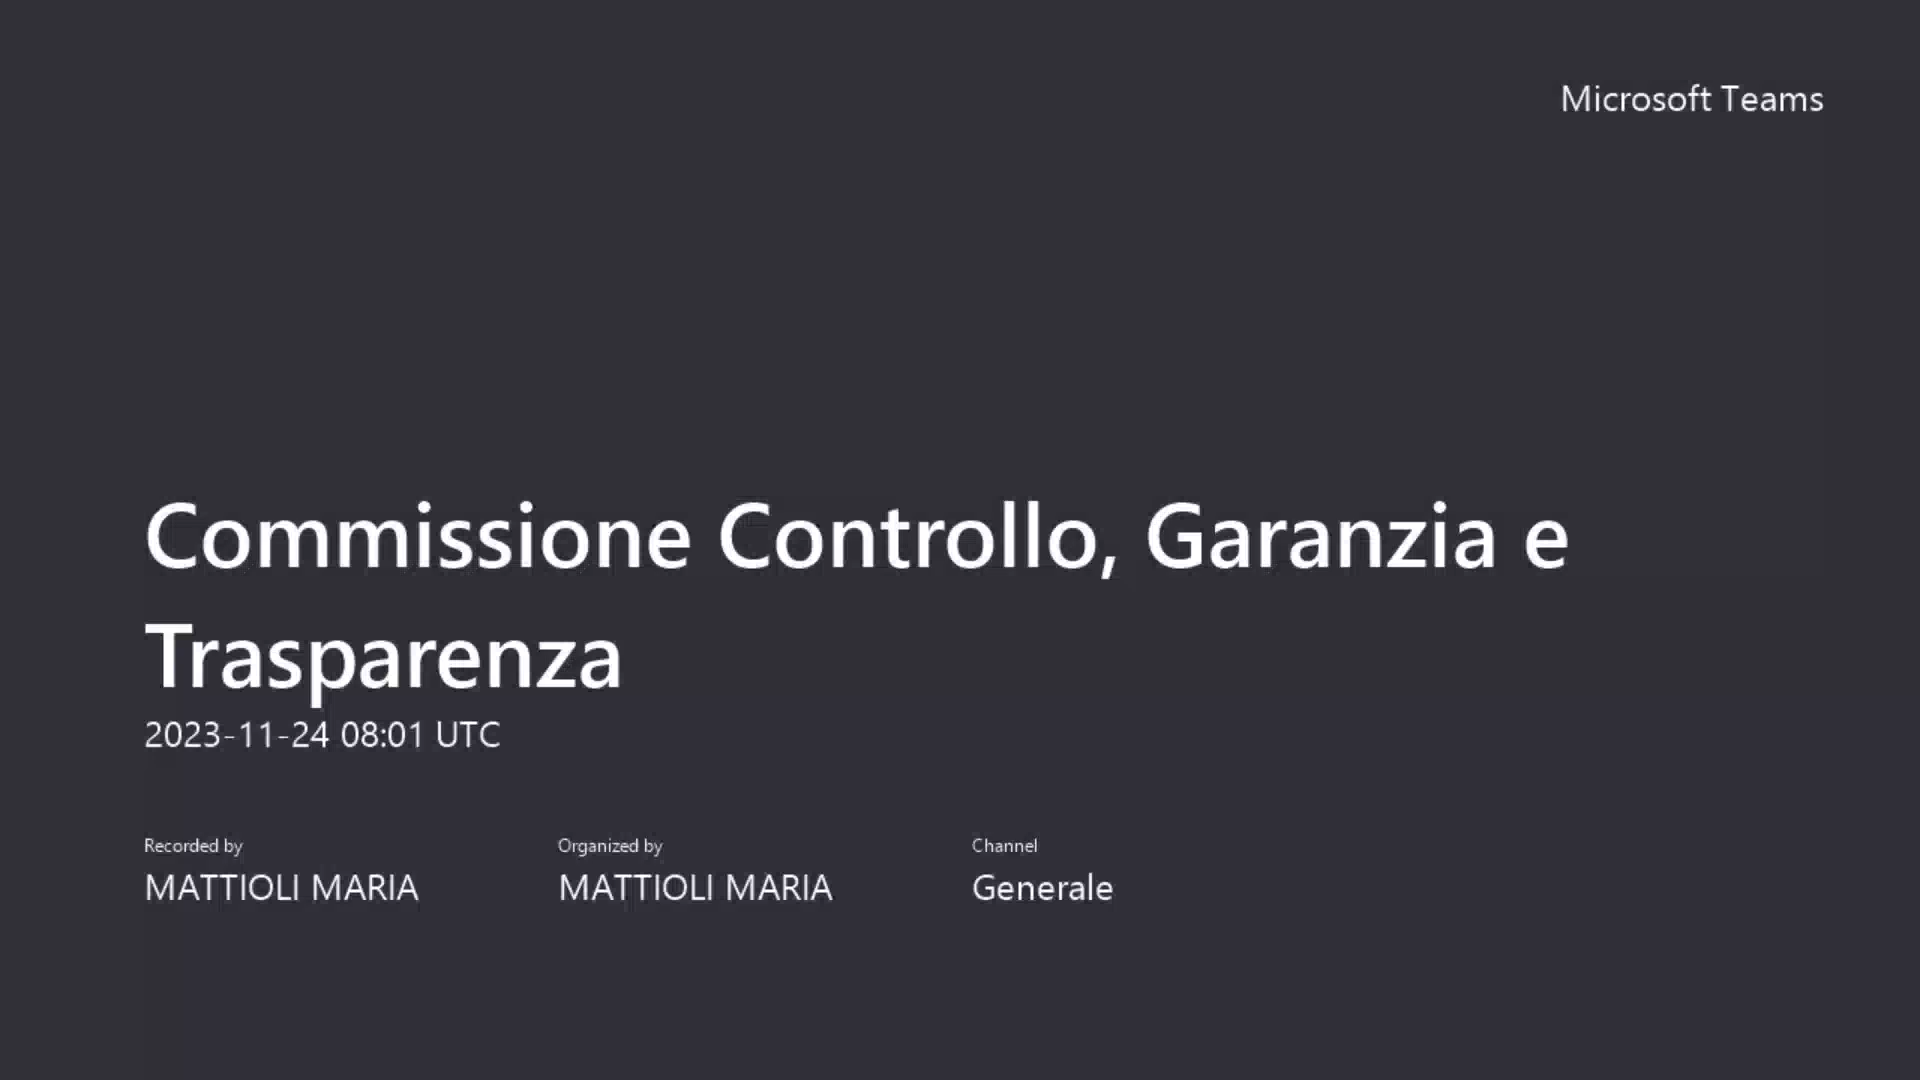 Microsoft Teams
Commissione Controllo, Garanzia e
Trasparenza
2023-11-24 08:01 UTC
Recorded by
MATTIOLI MARIA
Organized by
MATTIOLI MARIA
Channel
Generale